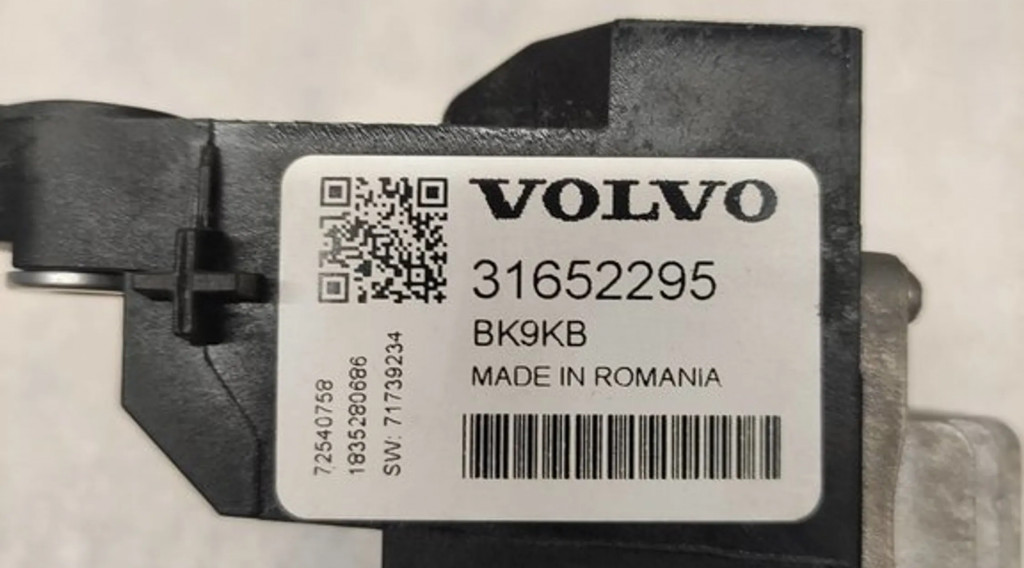 VOLVO
31652295
BK9KB
MADE IN ROMANIA
72540758
1835280686
SW: 71739234